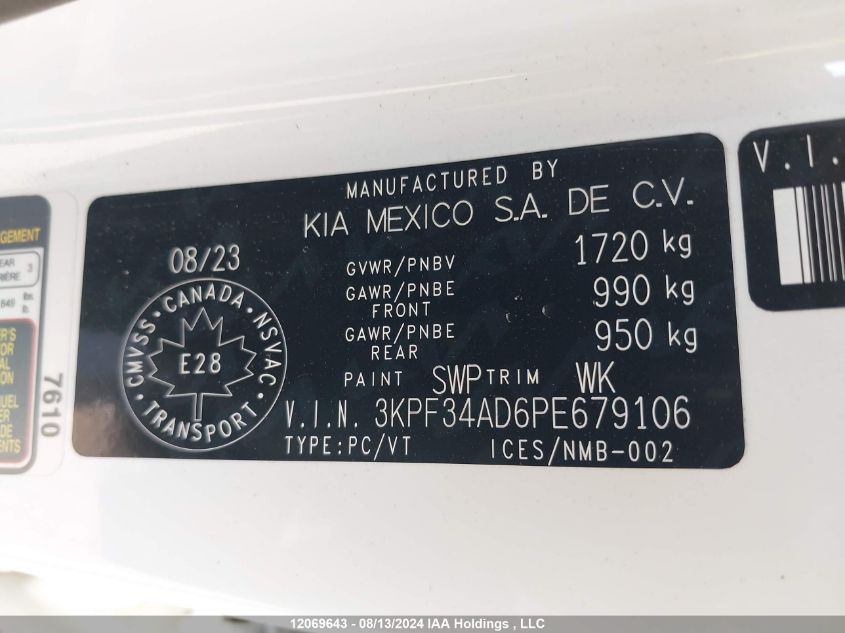 MANUFACTURED BY
KIA MEXICO S.A. DE C.V.
08/23
GVWR/PNBV 1720 kg
GAWR/PNBE FRONT 990 kg
GAWR/PNBE REAR 950 kg
PAINT SWP TRIM WK
V.I.N. 3KPF34AD6PE679106
TYPE:PC/VT ICES/NMB-002
CMVSS · CANADA · NSVAC · TRANSPORT ·
E28
7610
V.I.
12069643 - 08/13/2024 IAA Holdings , LLC